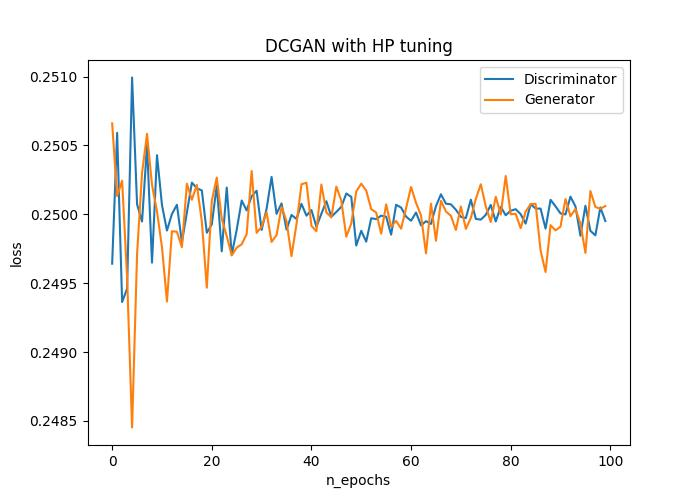 DCGAN with HP tuning
Discriminator
Generator
0.2510
0.2505
0.2500
0.2495
0.2490
0.2485
loss
0 20 40 60 80 100
n_epochs